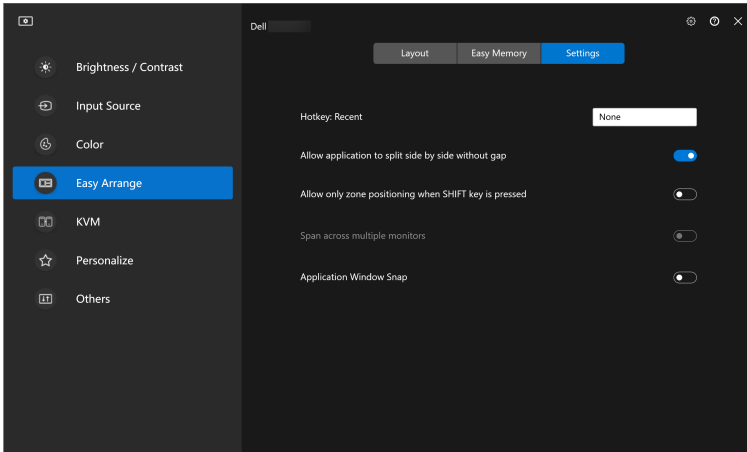 Dell
Layout
Easy Memory
Settings
Brightness / Contrast
Input Source
Color
Easy Arrange
KVM
Personalize
Others
Hotkey: Recent
None
Allow application to split side by side without gap
Allow only zone positioning when SHIFT key is pressed
Span across multiple monitors
Application Window Snap